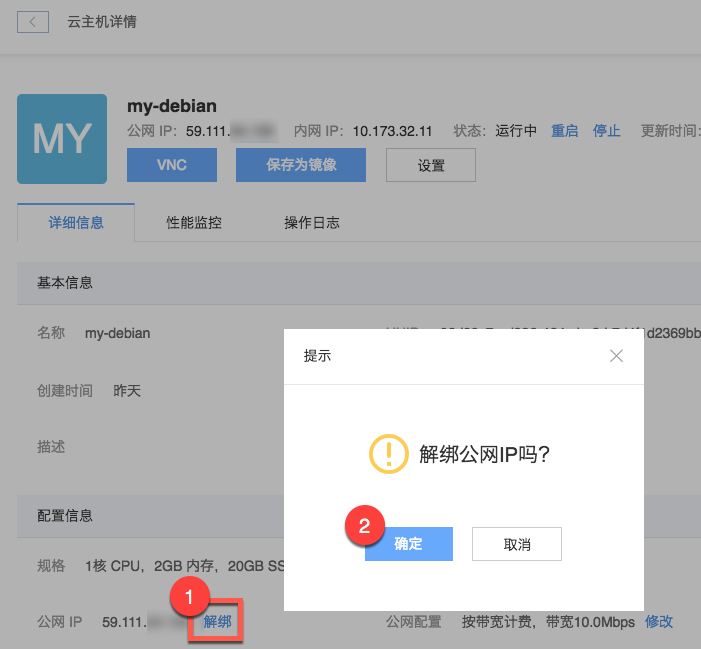 云主机详情
MY
my-debian
公网 IP： 59.111. 内网 IP： 10.173.32.11 状态： 运行中 重启 停止 更新时间:
VNC 保存为镜像 设置
详细信息 性能监控 操作日志
基本信息
名称 my-debian d2369bb
提示
创建时间 昨天
描述
解绑公网IP吗?
配置信息
2 确定 取消
规格 1核 CPU，2GB 内存，20GB SS
1
公网 IP 59.111. 解绑 公网配置 按带宽计费，带宽10.0Mbps 修改